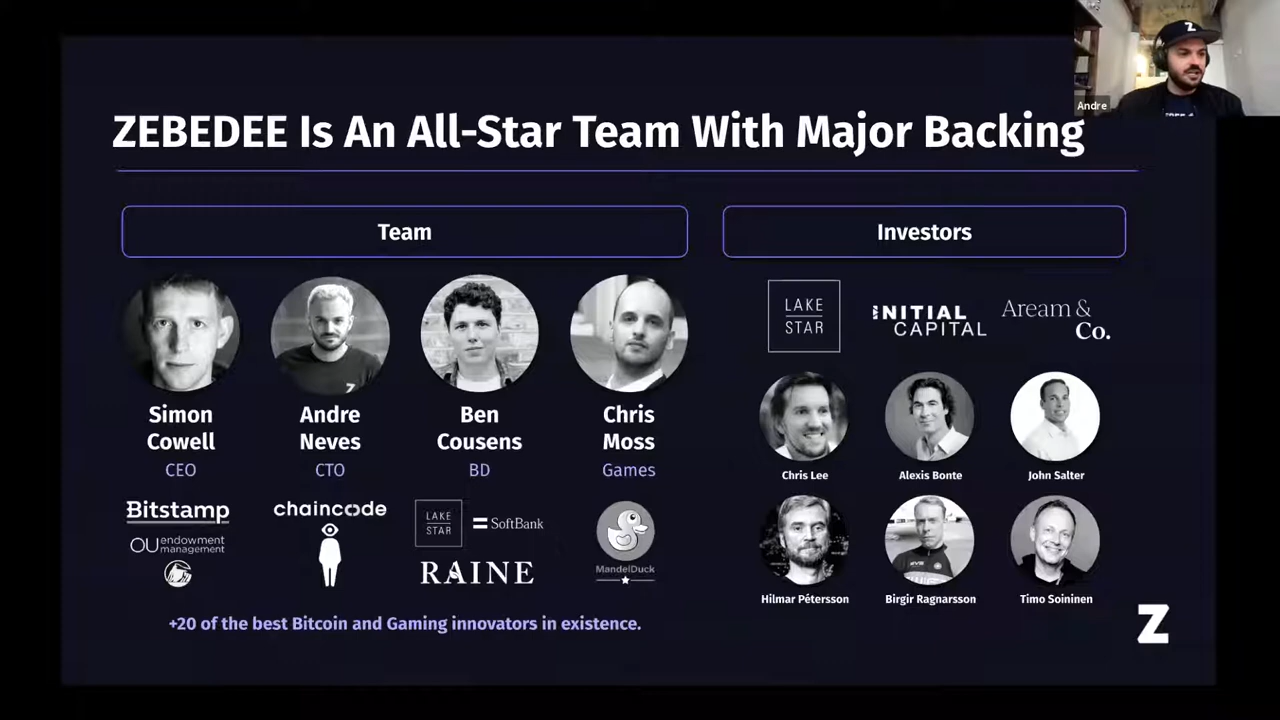 Andre
ZEBEDEE Is An All-Star Team With Major Backing
Team
Simon Cowell
CEO
Andre Neves
CTO
Ben Cousens
BD
Chris Moss
Games
Bitstamp
OU endowment management
chaincode
LAKE STAR
SoftBank
RAINE
MandelDuck
+20 of the best Bitcoin and Gaming innovators in existence.
Investors
LAKE STAR
INITIAL CAPITAL
Aream & Co.
Chris Lee
Alexis Bonte
John Salter
Hilmar Pétersson
Birgir Ragnarsson
Timo Soininen
Z